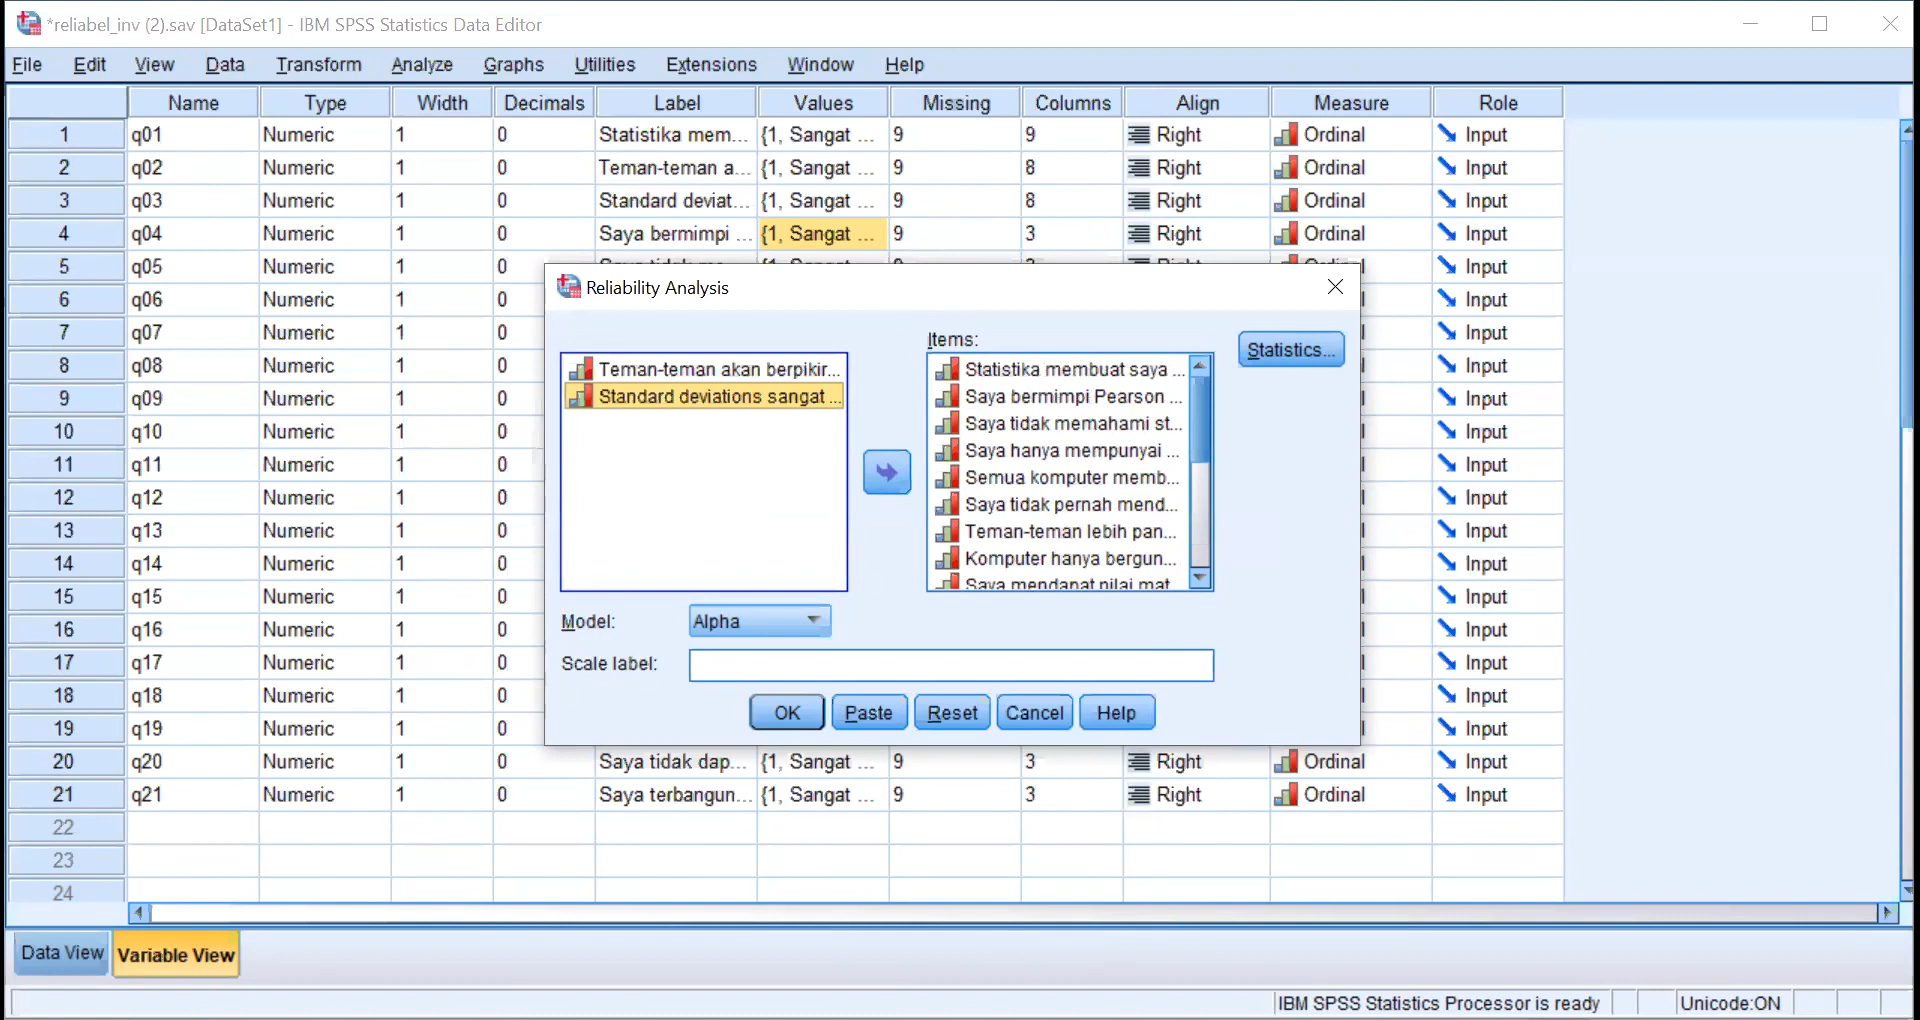 *reliabel_inv (2).sav [DataSet1] - IBM SPSS Statistics Data Editor
File Edit View Data Transform Analyze Graphs Utilities Extensions Window Help
Name Type Width Decimals Label Values Missing Columns Align Measure Role
1 q01 Numeric 1 0 Statistika mem... {1, Sangat ... 9 9 Right Ordinal Input
2 q02 Numeric 1 0 Teman-teman a... {1, Sangat ... 9 8 Right Ordinal Input
3 q03 Numeric 1 0 Standard deviat... {1, Sangat ... 9 8 Right Ordinal Input
4 q04 Numeric 1 0 Saya bermimpi ... {1, Sangat ... 9 3 Right Ordinal Input
5 q05 Numeric 1 0 Ordinal Input
6 q06 Numeric 1 0 Input
7 q07 Numeric 1 0 Input
8 q08 Numeric 1 0 Input
9 q09 Numeric 1 0 Input
10 q10 Numeric 1 0 Input
11 q11 Numeric 1 0 Input
12 q12 Numeric 1 0 Input
13 q13 Numeric 1 0 Input
14 q14 Numeric 1 0 Input
15 q15 Numeric 1 0 Input
16 q16 Numeric 1 0 Input
17 q17 Numeric 1 0 Input
18 q18 Numeric 1 0 Input
19 q19 Numeric 1 0 Input
20 q20 Numeric 1 0 Saya tidak dap... {1, Sangat ... 9 3 Right Ordinal Input
21 q21 Numeric 1 0 Saya terbangun... {1, Sangat ... 9 3 Right Ordinal Input
22
23
24
Reliability Analysis
Teman-teman akan berpikir...
Standard deviations sangat ...
Items:
Statistika membuat saya ...
Saya bermimpi Pearson ...
Saya tidak memahami st...
Saya hanya mempunyai ...
Semua komputer memb...
Saya tidak pernah mend...
Teman-teman lebih pan...
Komputer hanya bergun...
Saya mendapat nilai mat...
Statistics...
Model: Alpha
Scale label:
OK Paste Reset Cancel Help
Data View Variable View
IBM SPSS Statistics Processor is ready Unicode:ON